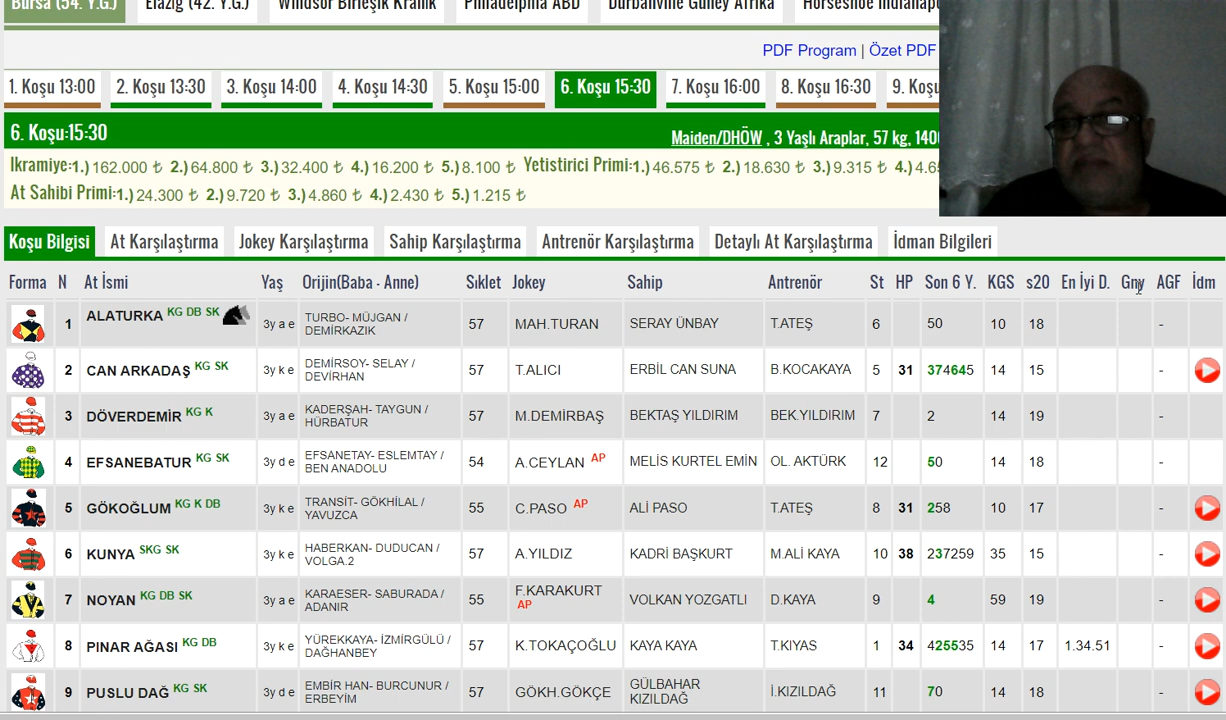 Bursa (54. Y.G.) Elazığ (42. Y.G.) Windsor Birleşik Krallık Philadelphia ABD Durbanville Güney Afrika Horseshoe Indianapo
PDF Program | Özet PDF
1. Koşu 13:00 2. Koşu 13:30 3. Koşu 14:00 4. Koşu 14:30 5. Koşu 15:00 6. Koşu 15:30 7. Koşu 16:00 8. Koşu 16:30 9. Koşu
6. Koşu:15:30 Maiden/DHÖW , 3 Yaşlı Araplar, 57 kg, 140
Ikramiye:1.) 162.000 ₺ 2.) 64.800 ₺ 3.) 32.400 ₺ 4.) 16.200 ₺ 5.) 8.100 ₺ Yetistirici Primi:1.) 46.575 ₺ 2.) 18.630 ₺ 3.) 9.315 ₺ 4.) 4.65
At Sahibi Primi:1.) 24.300 ₺ 2.) 9.720 ₺ 3.) 4.860 ₺ 4.) 2.430 ₺ 5.) 1.215 ₺
Koşu Bilgisi At Karşılaştırma Jokey Karşılaştırma Sahip Karşılaştırma Antrenör Karşılaştırma Detaylı At Karşılaştırma İdman Bilgileri
Forma N At İsmi Yaş Orijin(Baba - Anne) Sıklet Jokey Sahip Antrenör St HP Son 6 Y. KGS s20 En İyi D. Gny AGF İdm
1 ALATURKA KG DB SK 3y a e TURBO- MÜJGAN / DEMİRKAZIK 57 MAH.TURAN SERAY ÜNBAY T.ATEŞ 6 50 10 18 -
2 CAN ARKADAŞ KG SK 3y k e DEMİRSOY- SELAY / DEVİRHAN 57 T.ALICI ERBİL CAN SUNA B.KOCAKAYA 5 31 374645 14 15 -
3 DÖVERDEMİR KG K 3y a e KADERŞAH- TAYGUN / HÜRBATUR 57 M.DEMİRBAŞ BEKTAŞ YILDIRIM BEK.YILDIRIM 7 2 14 19 -
4 EFSANEBATUR KG SK 3y d e EFSANETAY- ESLEMTAY / BEN ANADOLU 54 A.CEYLAN AP MELİS KURTEL EMİN OL. AKTÜRK 12 50 14 18 -
5 GÖKOĞLUM KG K DB 3y k e TRANSİT- GÖKHİLAL / YAVUZCA 55 C.PASO AP ALİ PASO T.ATEŞ 8 31 258 10 17 -
6 KUNYA SKG SK 3y k e HABERKAN- DUDUCAN / VOLGA.2 57 A.YILDIZ KADRİ BAŞKURT M.ALİ KAYA 10 38 237259 35 15 -
7 NOYAN KG DB SK 3y a e KARAESER- SABURADA / ADANIR 55 F.KARAKURT AP VOLKAN YOZGATLI D.KAYA 9 4 59 19 -
8 PINAR AĞASI KG DB 3y k e YÜREKKAYA- İZMİRGÜLÜ / DAĞHANBEY 57 K.TOKAÇOĞLU KAYA KAYA T.KIYAS 1 34 425535 14 17 1.34.51 -
9 PUSLU DAĞ KG SK 3y d e EMBİR HAN- BURCUNUR / ERBEYİM 57 GÖKH.GÖKÇE GÜLBAHAR KIZILDAĞ İ.KIZILDAĞ 11 70 14 18 -